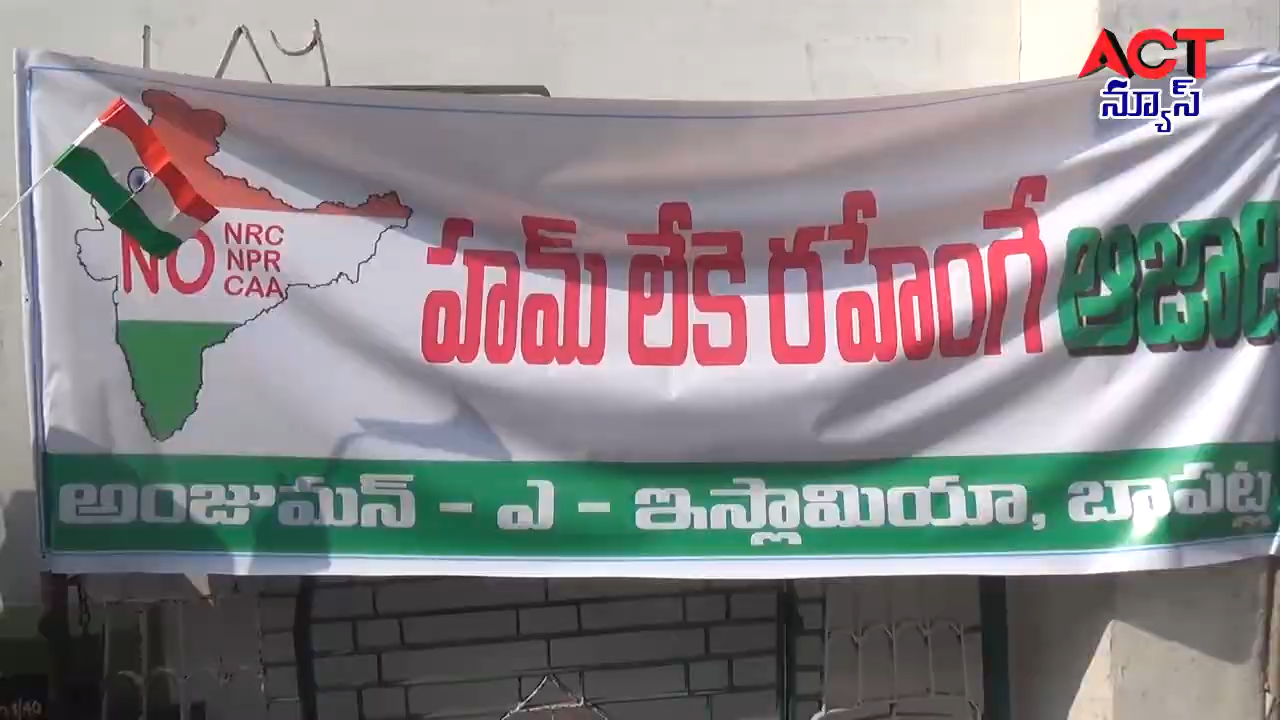 ACT
న్యూస్
NO
NRC
NPR
CAA
హమ్ లేకె రహేంగే ఆజాది
అంజుమన్ - ఎ - ఇస్లామియా, బాపట్ల